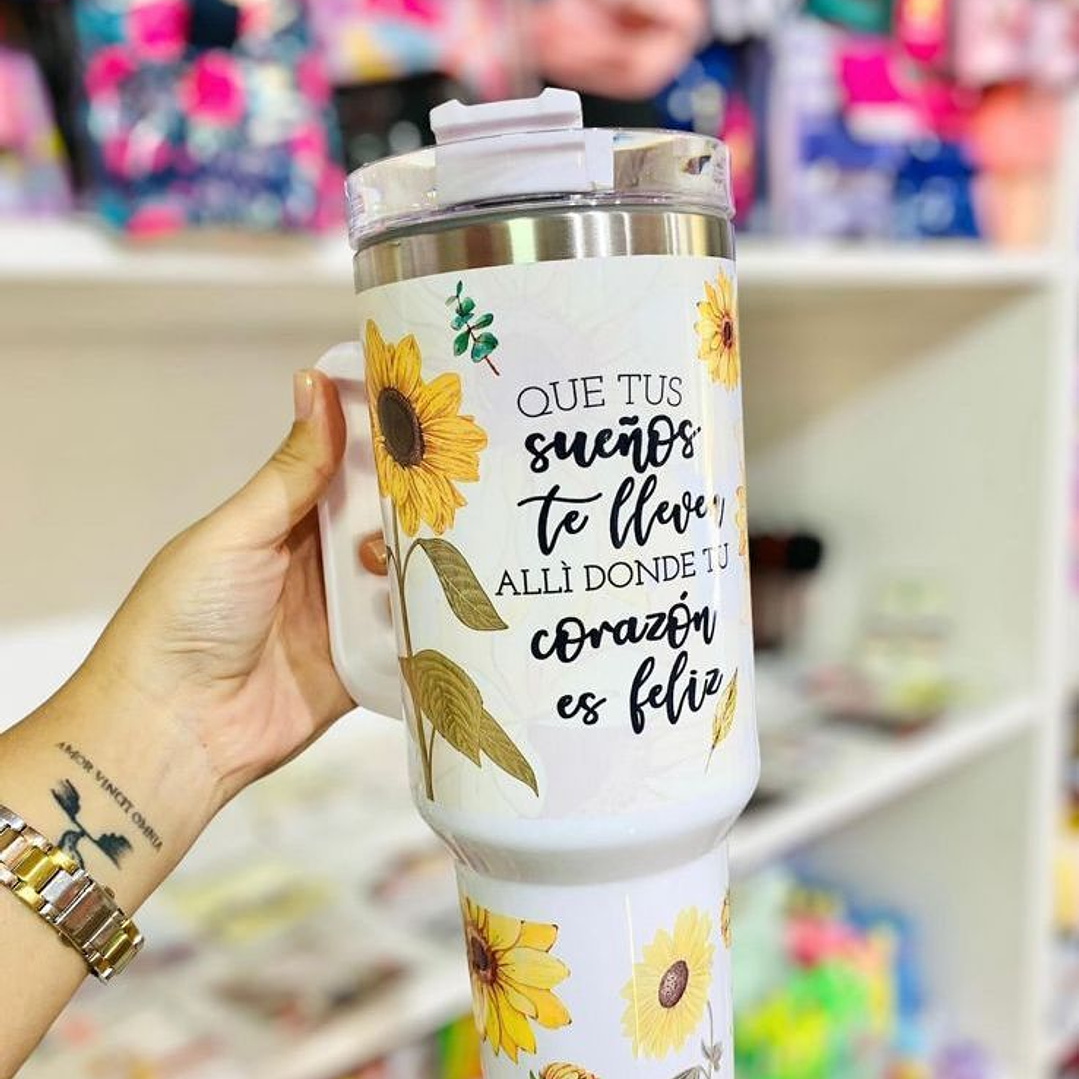 QUE TUS
sueños
te lleven
ALLÌ DONDE TU
corazón
es feliz
AMOR VINCIT OMNIA